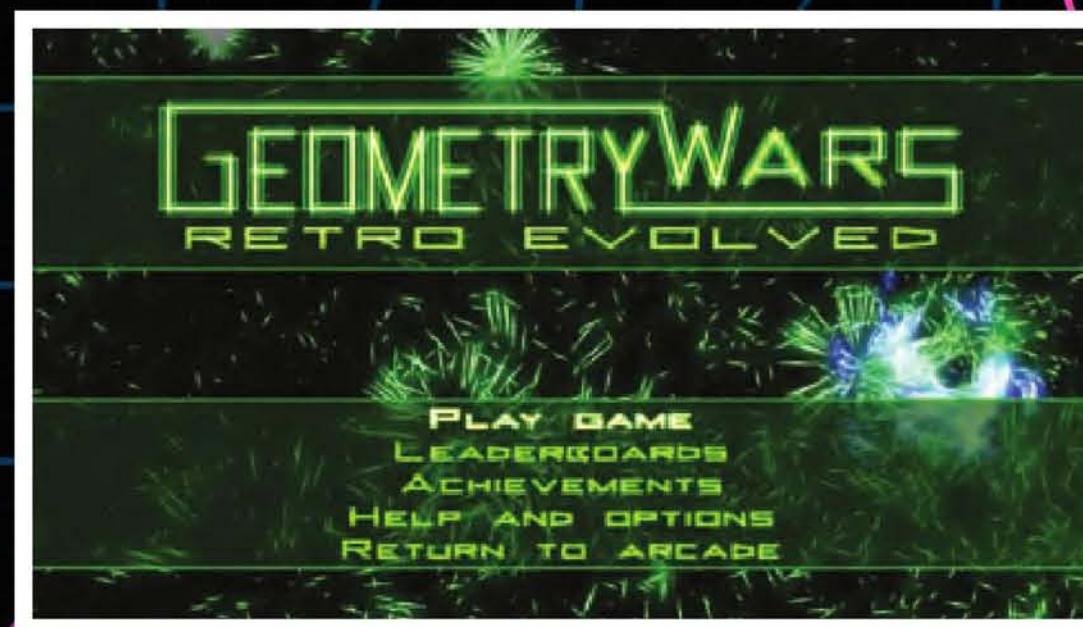 GEOMETRY WARS
RETRO EVOLVED
PLAY GAME
LEADERBOARDS
ACHIEVEMENTS
HELP AND OPTIONS
RETURN TO ARCADE